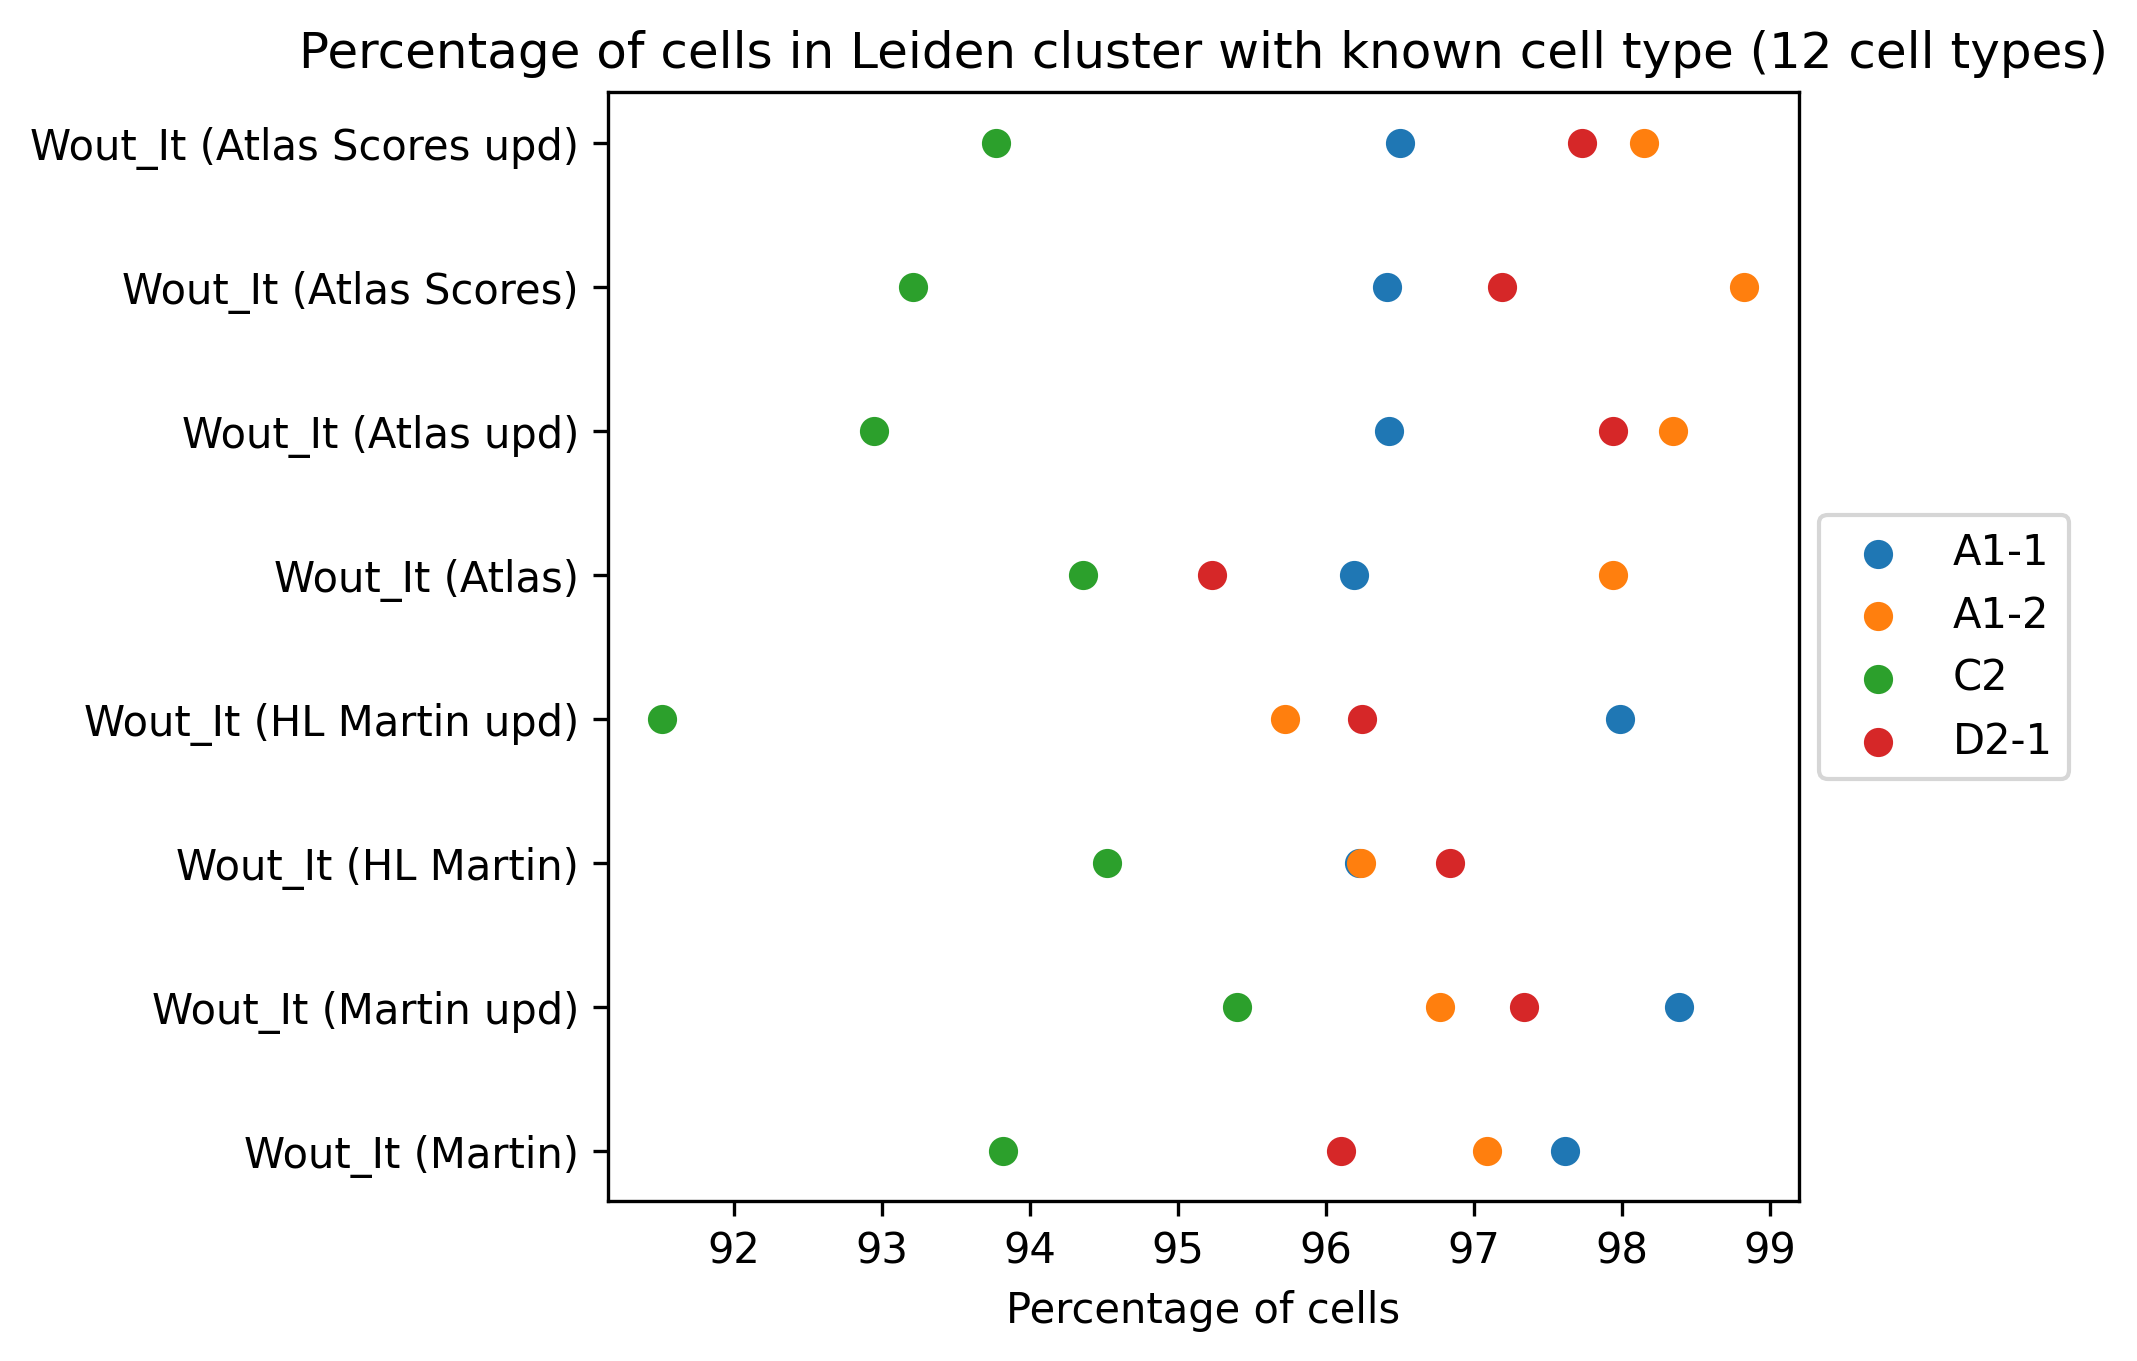 Percentage of cells in Leiden cluster with known cell type (12 cell types)
Wout_It (Atlas Scores upd)
Wout_It (Atlas Scores)
Wout_It (Atlas upd)
Wout_It (Atlas)
Wout_It (HL Martin upd)
Wout_It (HL Martin)
Wout_It (Martin upd)
Wout_It (Martin)
A1-1
A1-2
C2
D2-1
92 93 94 95 96 97 98 99
Percentage of cells